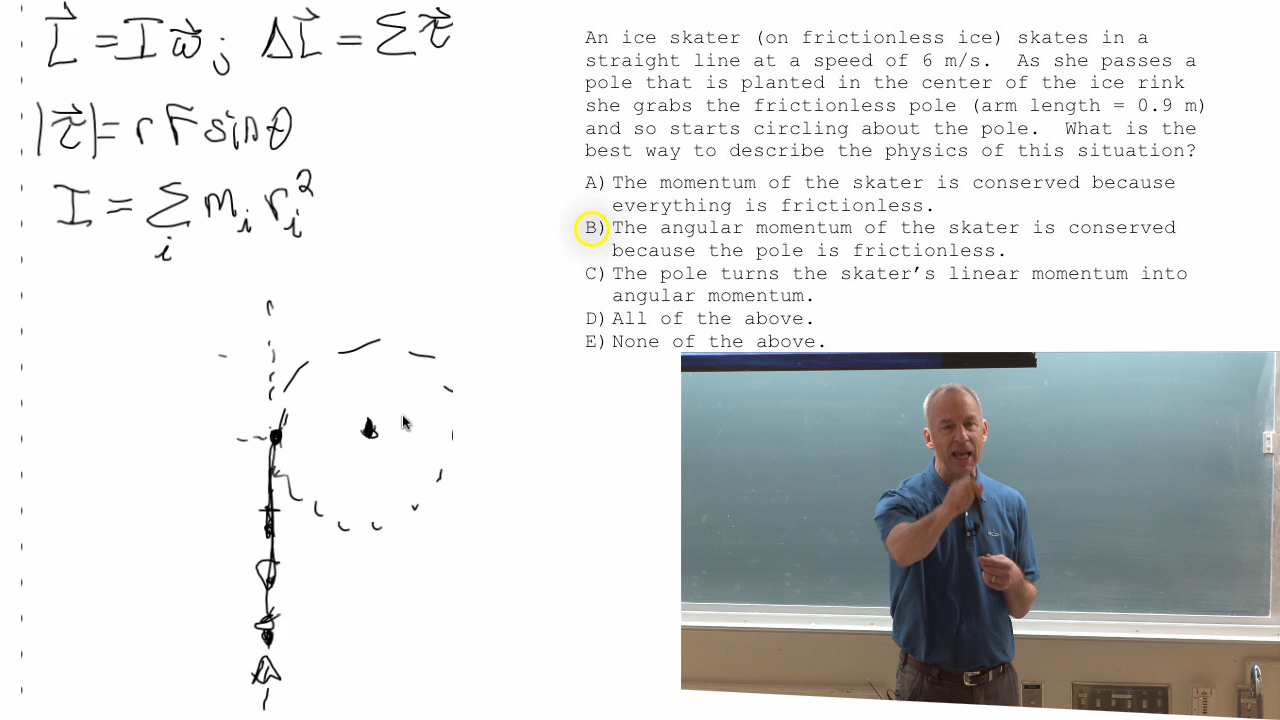 L⃗ = I ω⃗ ; ΔL⃗ = Σ τ⃗
|τ⃗| = r F sin θ
I = Σ_i m_i r_i²
An ice skater (on frictionless ice) skates in a
straight line at a speed of 6 m/s.  As she passes a
pole that is planted in the center of the ice rink
she grabs the frictionless pole (arm length = 0.9 m)
and so starts circling about the pole.  What is the
best way to describe the physics of this situation?
A) The momentum of the skater is conserved because
everything is frictionless.
B) The angular momentum of the skater is conserved
because the pole is frictionless.
C) The pole turns the skater’s linear momentum into
angular momentum.
D) All of the above.
E) None of the above.